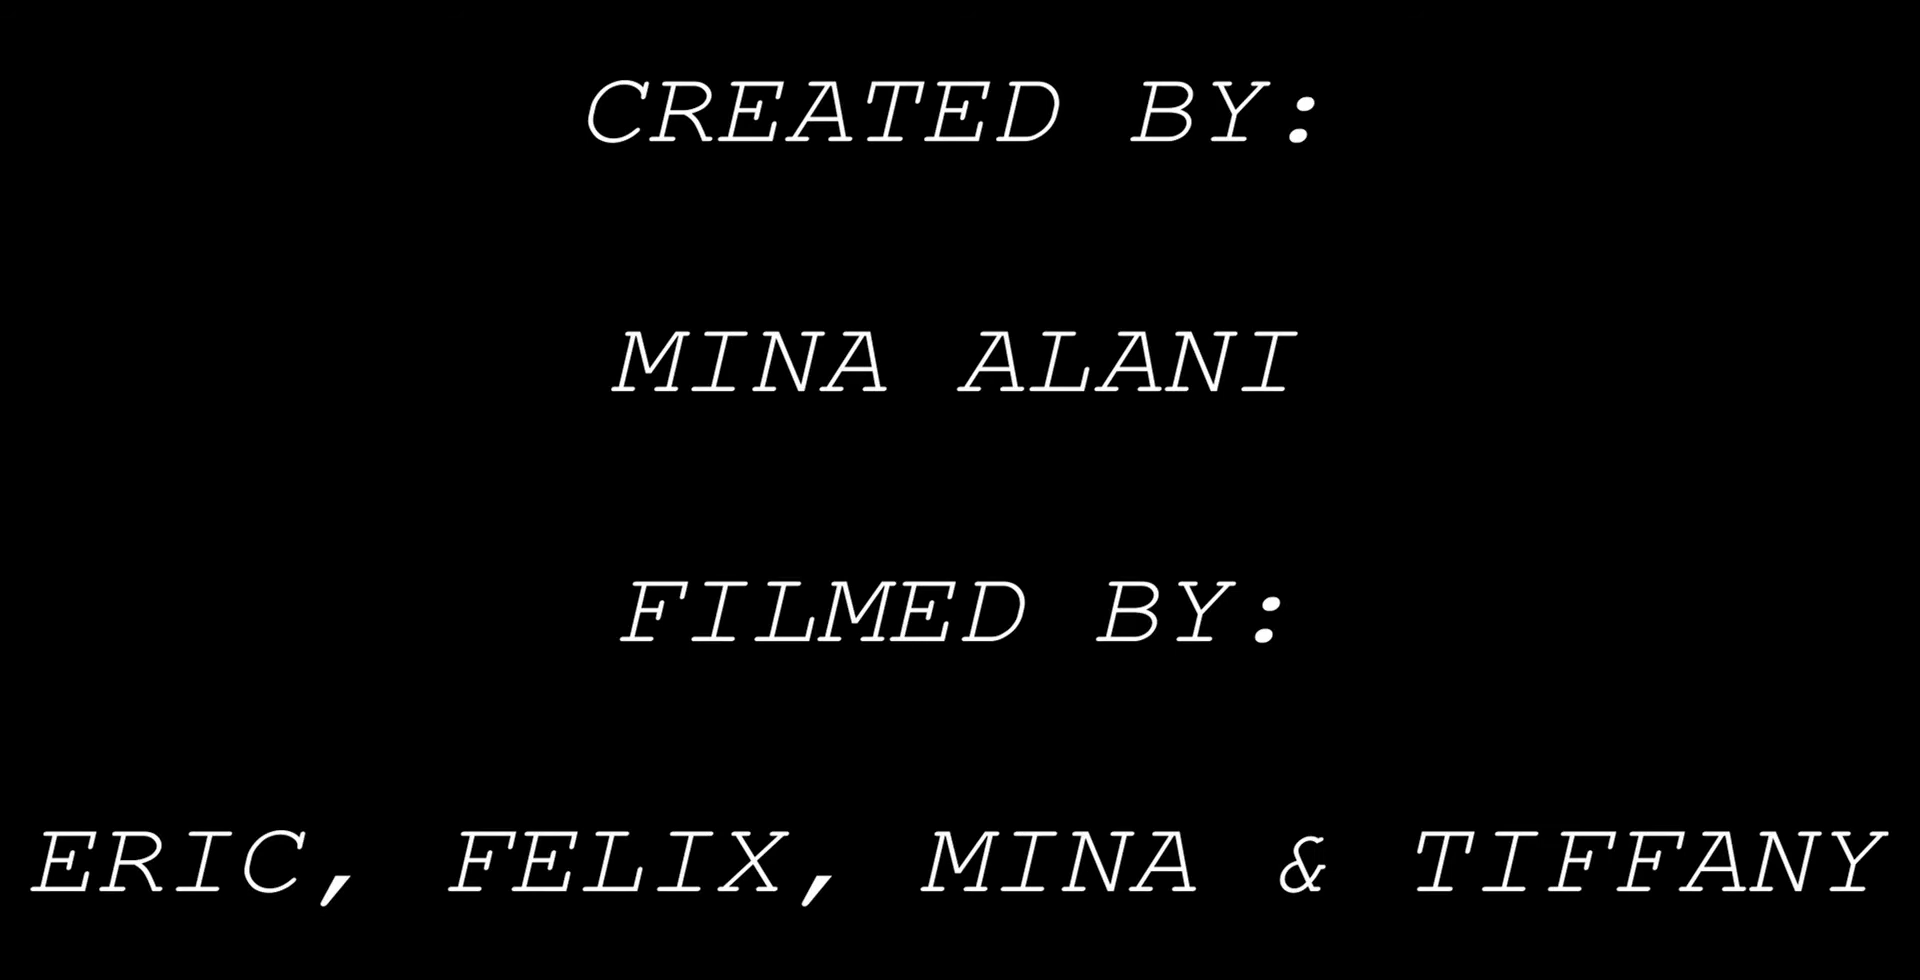 CREATED BY:
MINA ALANI
FILMED BY:
ERIC, FELIX, MINA & TIFFANY